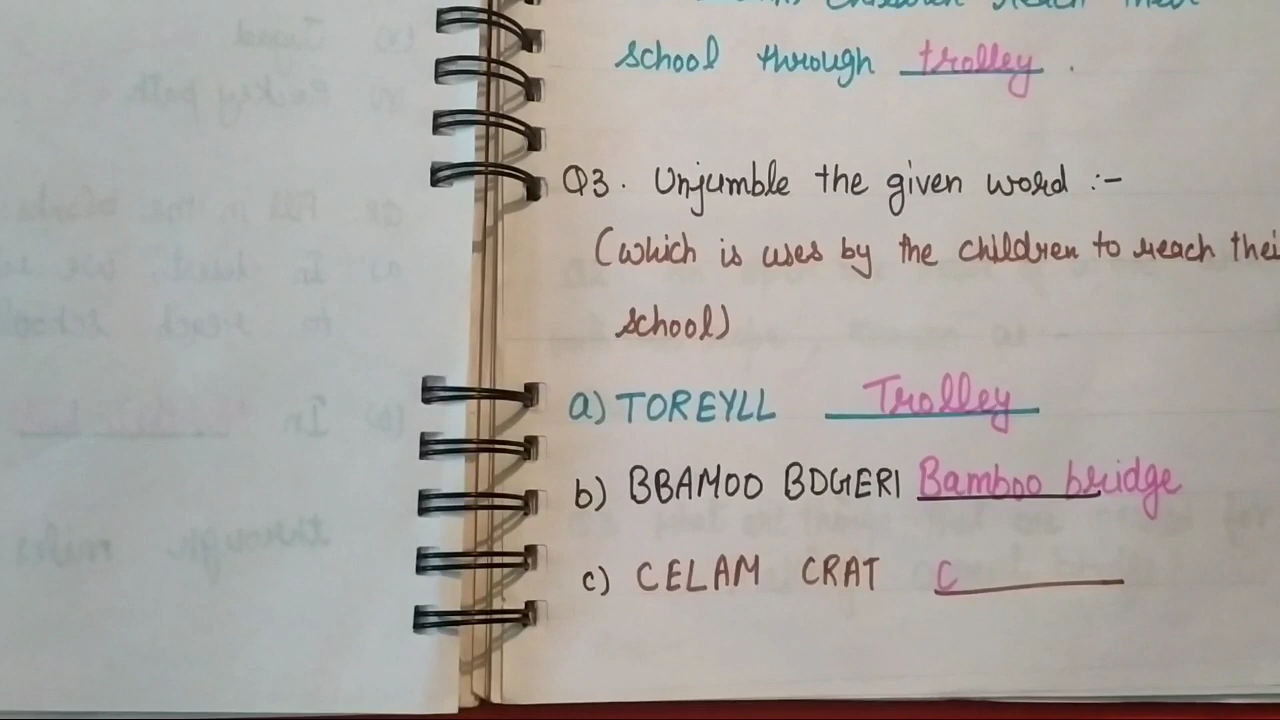 school through trolley .
Q3. Unjumble the given word :-
(which is uses by the children to reach thei
school)
a) TOREYLL Trolley
b) BBAMOO BDGERI Bamboo bridge
c) CELAM CRAT C